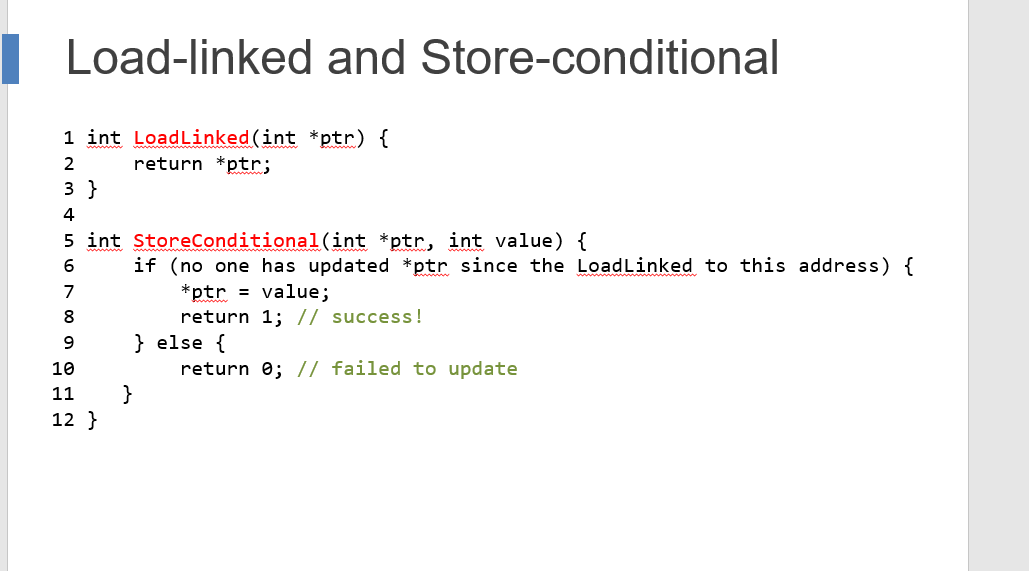 Load-linked and Store-conditional
1 int LoadLinked(int *ptr) {
2 return *ptr;
3 }
4
5 int StoreConditional(int *ptr, int value) {
6 if (no one has updated *ptr since the LoadLinked to this address) {
7 *ptr = value;
8 return 1; // success!
9 } else {
10 return 0; // failed to update
11 }
12 }